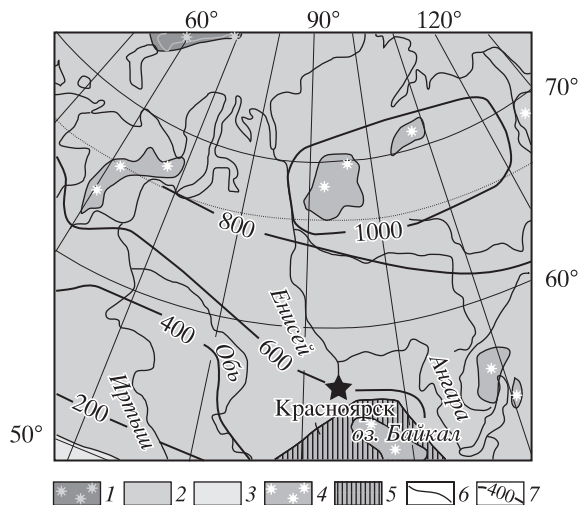 60° 90° 120°
70°
800 1000
60°
Енисей
400 600
Обь
Ангара
Иртыш
200
Красноярск
50°
оз. Байкал
1 2 3 4 5 6 400 7